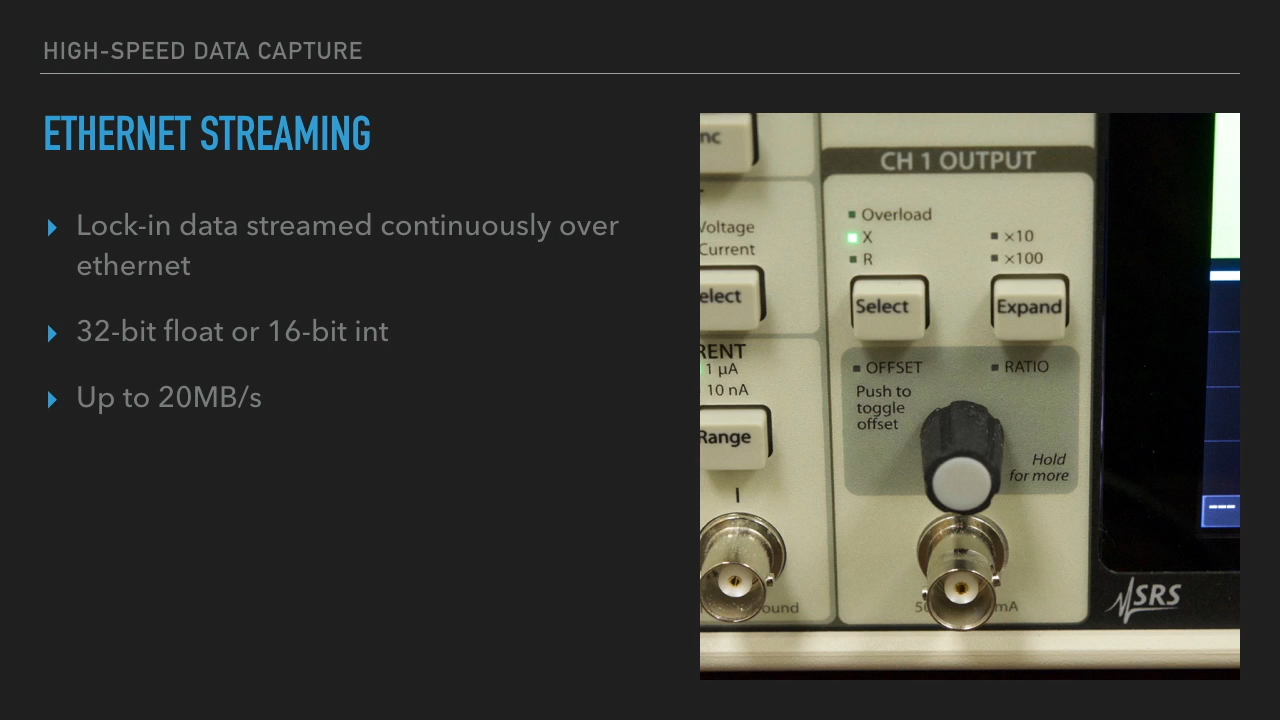 HIGH-SPEED DATA CAPTURE
ETHERNET STREAMING
Lock-in data streamed continuously over
ethernet
32-bit float or 16-bit int
Up to 20MB/s
CH 1 OUTPUT
Overload
X
R
×10
×100
Select
Expand
OFFSET
RATIO
Push to
toggle
offset
Hold
for more
Voltage
Current
1 µA
10 nA
Range
I
SRS